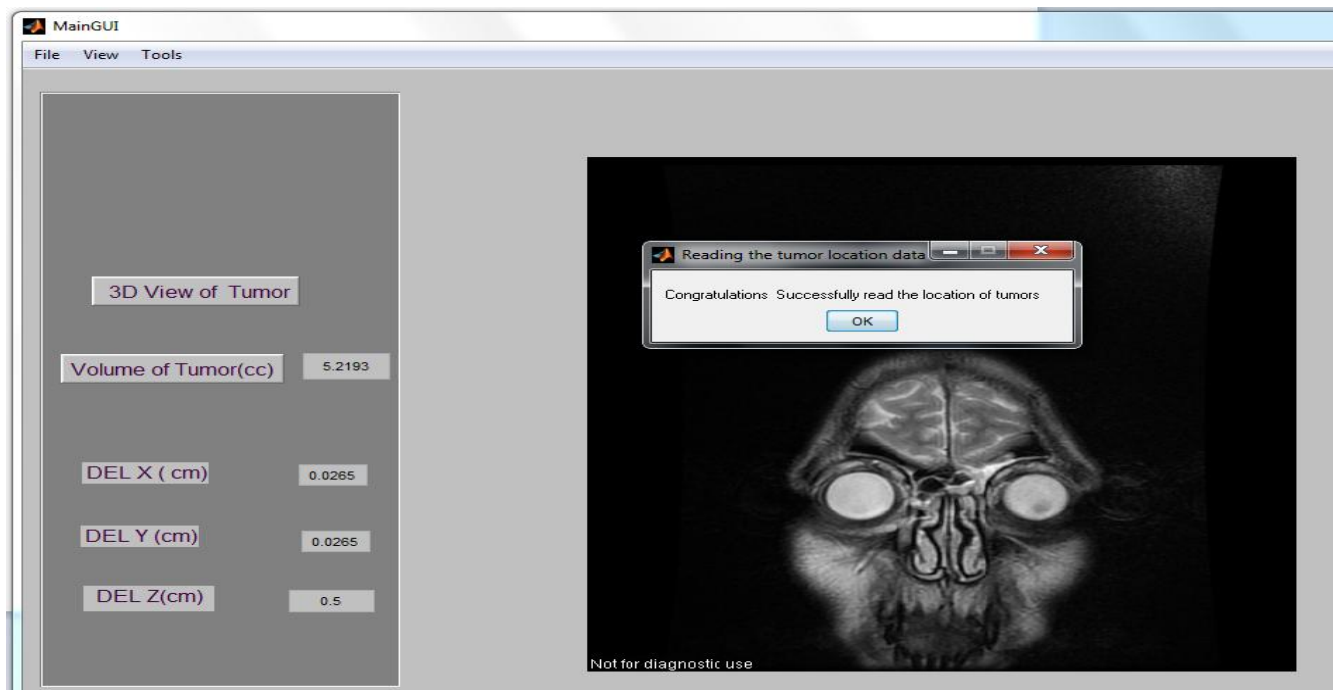 MainGUI
File View Tools
3D View of Tumor
Volume of Tumor(cc) 5.2193
DEL X ( cm) 0.0265
DEL Y (cm) 0.0265
DEL Z(cm) 0.5
Reading the tumor location data
Congratulations Successfully read the location of tumors
OK
Not for diagnostic use